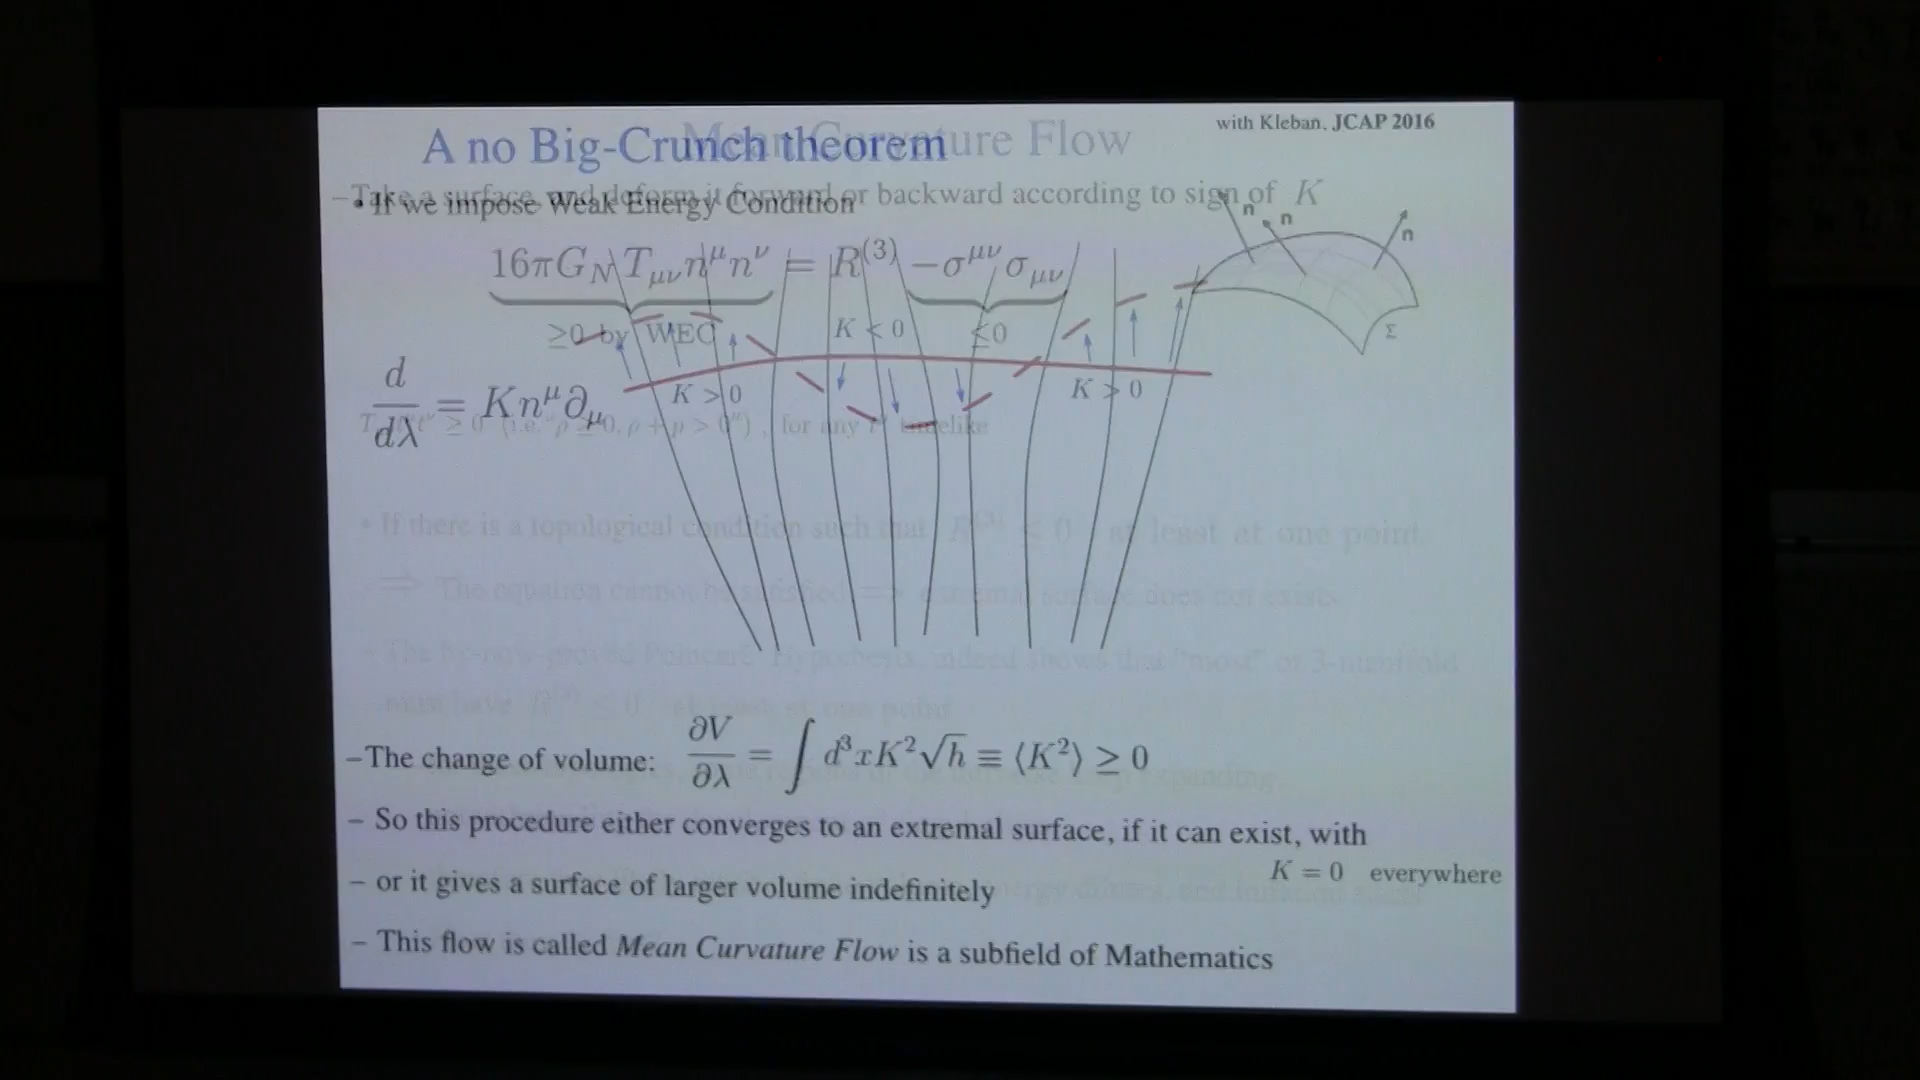 A no Big-Crunch theorem
Mean Curvature Flow
with Kleban, JCAP 2016
– Take a surface, and deform it forward or backward according to sign of K
• If we impose Weak Energy Condition
n n n
16πG_N T_{μν} n^μ n^ν = R^{(3)} − σ^{μν} σ_{μν}
≥0 by WEC K < 0 ≤0
Σ
K > 0 K > 0
d/dλ = K n^μ ∂_μ
≥ 0 (i.e. "ρ ≥ 0, ρ + p > 0"), for any timelike
• If there is a topological condition such that R^{(3)} ≤ 0 at least at one point
⇒ The equation cannot be satisfied ⇒ extremal surface does not exists
• The by-now-proved Poincaré Hypothesis, indeed shows that "most" of 3-manifold
must have R^{(3)} ≤ 0 at least at one point
– The change of volume: ∂V/∂λ = ∫ d³x K² √h ≡ ⟨K²⟩ ≥ 0
expanding
– So this procedure either converges to an extremal surface, if it can exist, with
K = 0 everywhere
– or it gives a surface of larger volume indefinitely
– This flow is called Mean Curvature Flow is a subfield of Mathematics